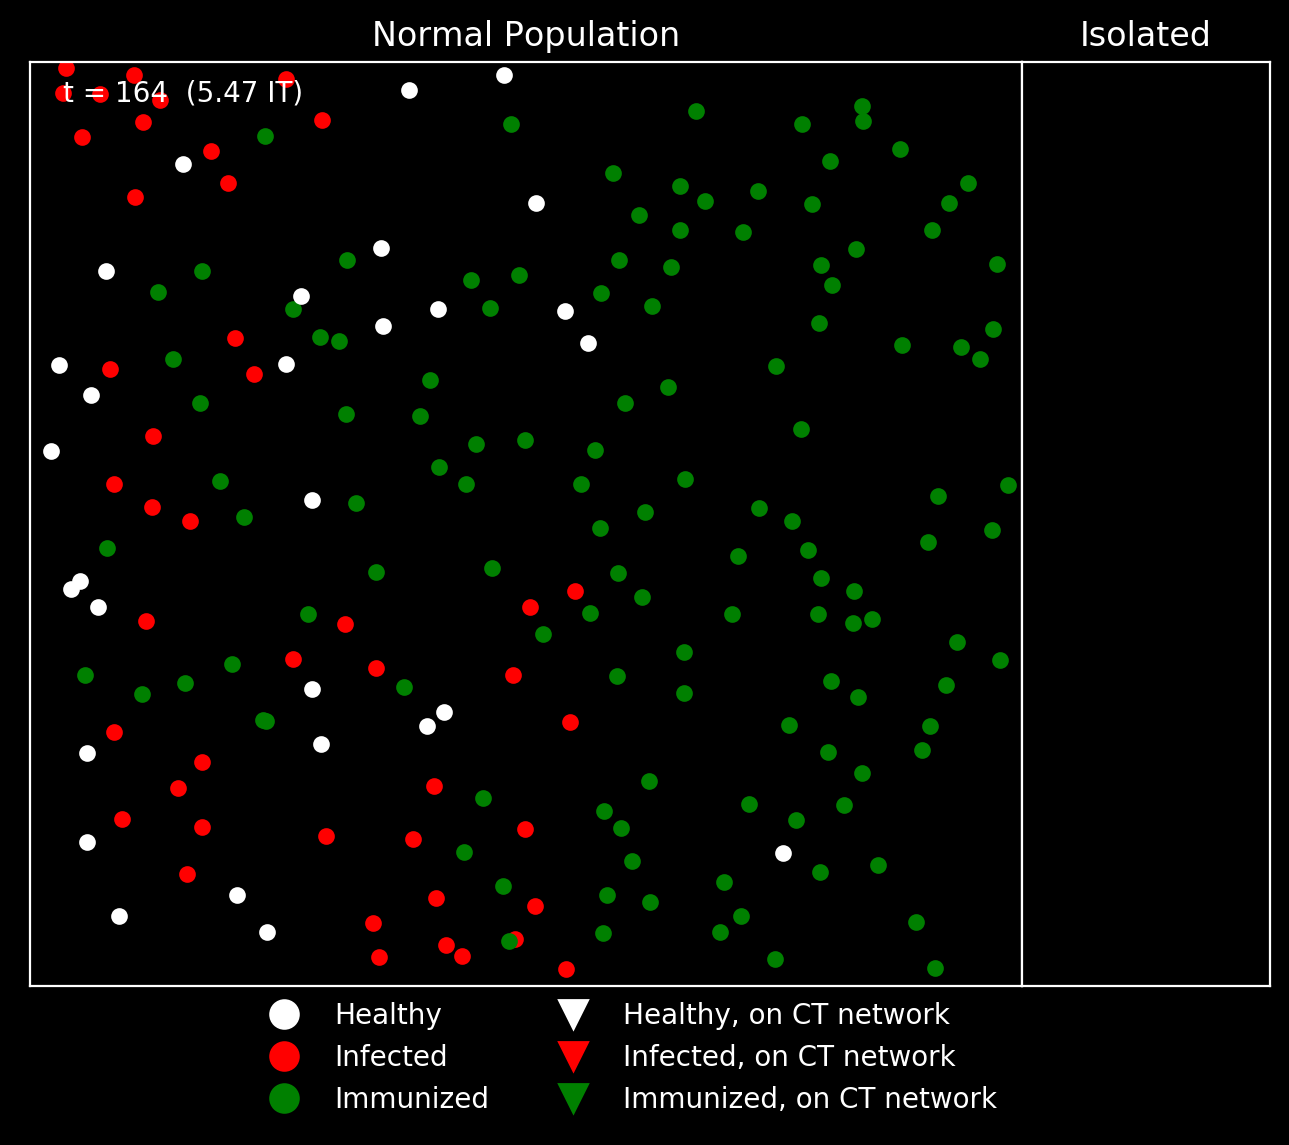 Normal Population
Isolated
t = 164  (5.47 IT)
Healthy
Infected
Immunized
Healthy, on CT network
Infected, on CT network
Immunized, on CT network